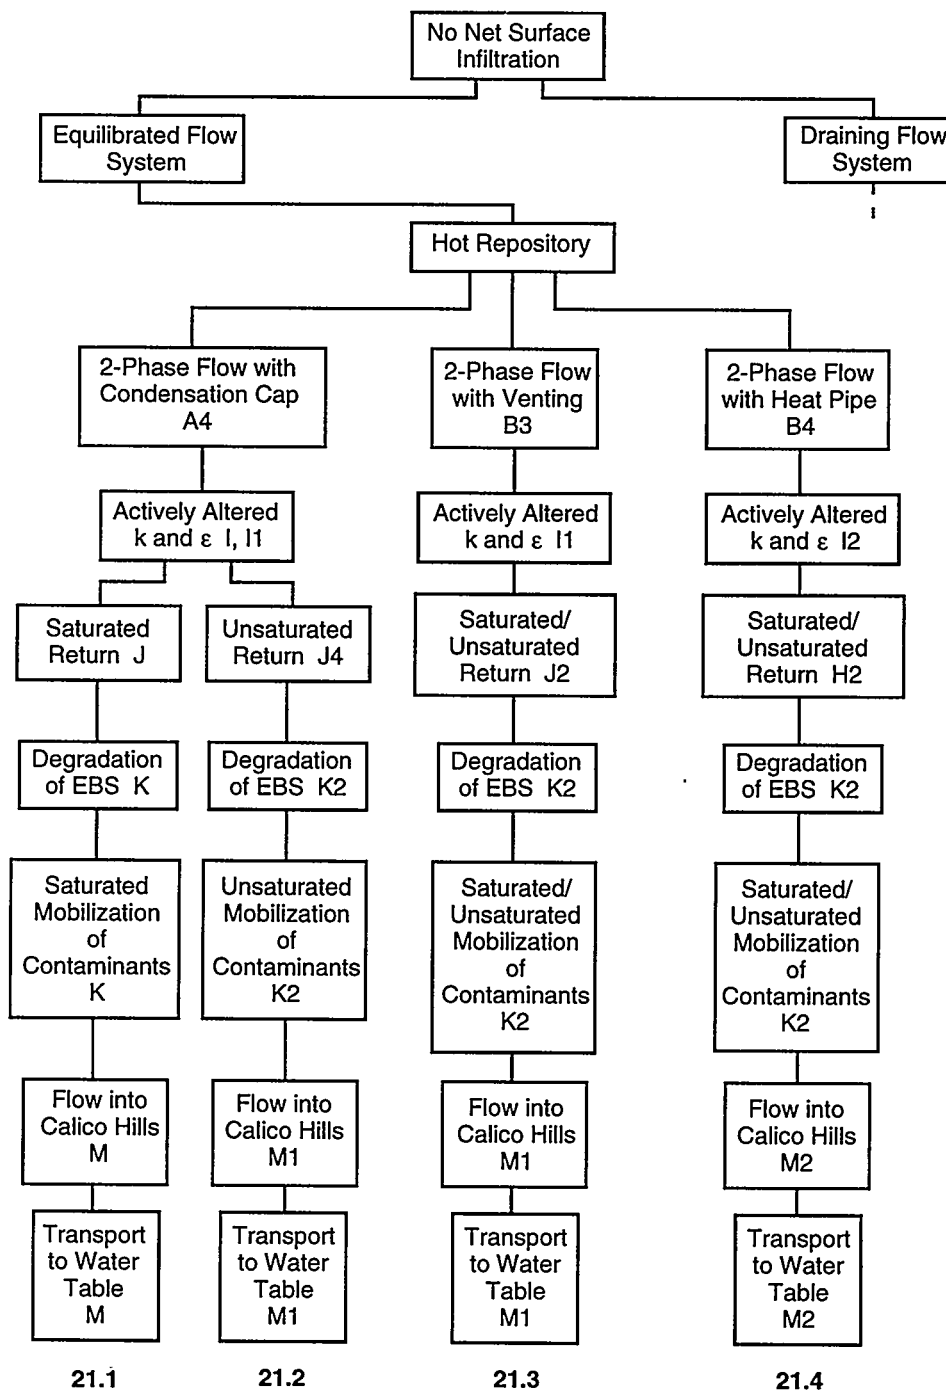 No Net Surface
Infiltration
Equilibrated Flow
System
Draining Flow
System
Hot Repository
2-Phase Flow with
Condensation Cap
A4
2-Phase Flow
with Venting
B3
2-Phase Flow
with Heat Pipe
B4
Actively Altered
k and ε I, I1
Actively Altered
k and ε I1
Actively Altered
k and ε I2
Saturated
Return J
Unsaturated
Return J4
Saturated/
Unsaturated
Return J2
Saturated/
Unsaturated
Return H2
Degradation
of EBS K
Degradation
of EBS K2
Degradation
of EBS K2
Degradation
of EBS K2
Saturated
Mobilization
of
Contaminants
K
Unsaturated
Mobilization
of
Contaminants
K2
Saturated/
Unsaturated
Mobilization
of
Contaminants
K2
Saturated/
Unsaturated
Mobilization
of
Contaminants
K2
Flow into
Calico Hills
M
Flow into
Calico Hills
M1
Flow into
Calico Hills
M1
Flow into
Calico Hills
M2
Transport
to Water
Table
M
Transport
to Water
Table
M1
Transport
to Water
Table
M1
Transport
to Water
Table
M2
21.1
21.2
21.3
21.4